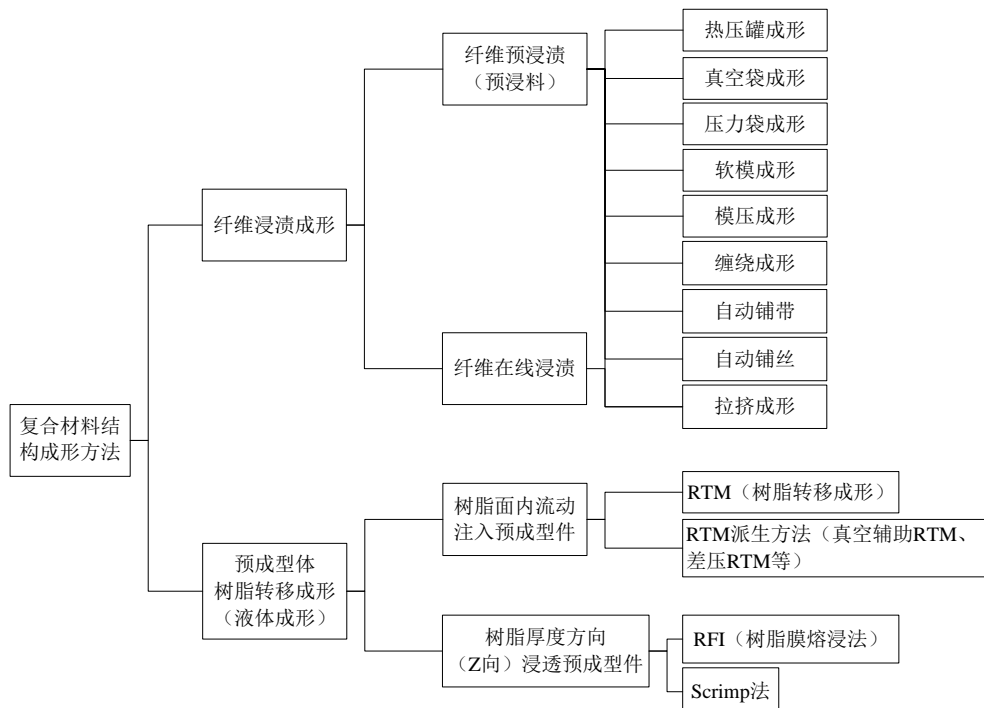 复合材料结
构成形方法
纤维浸渍成形
预成型体
树脂转移成形
（液体成形）
纤维预浸渍
（预浸料）
纤维在线浸渍
树脂面内流动
注入预成型件
树脂厚度方向
（Z向）浸透预成型件
热压罐成形
真空袋成形
压力袋成形
软模成形
模压成形
缠绕成形
自动铺带
自动铺丝
拉挤成形
RTM（树脂转移成形）
RTM派生方法（真空辅助RTM、
差压RTM等）
RFI（树脂膜熔浸法）
Scrimp法